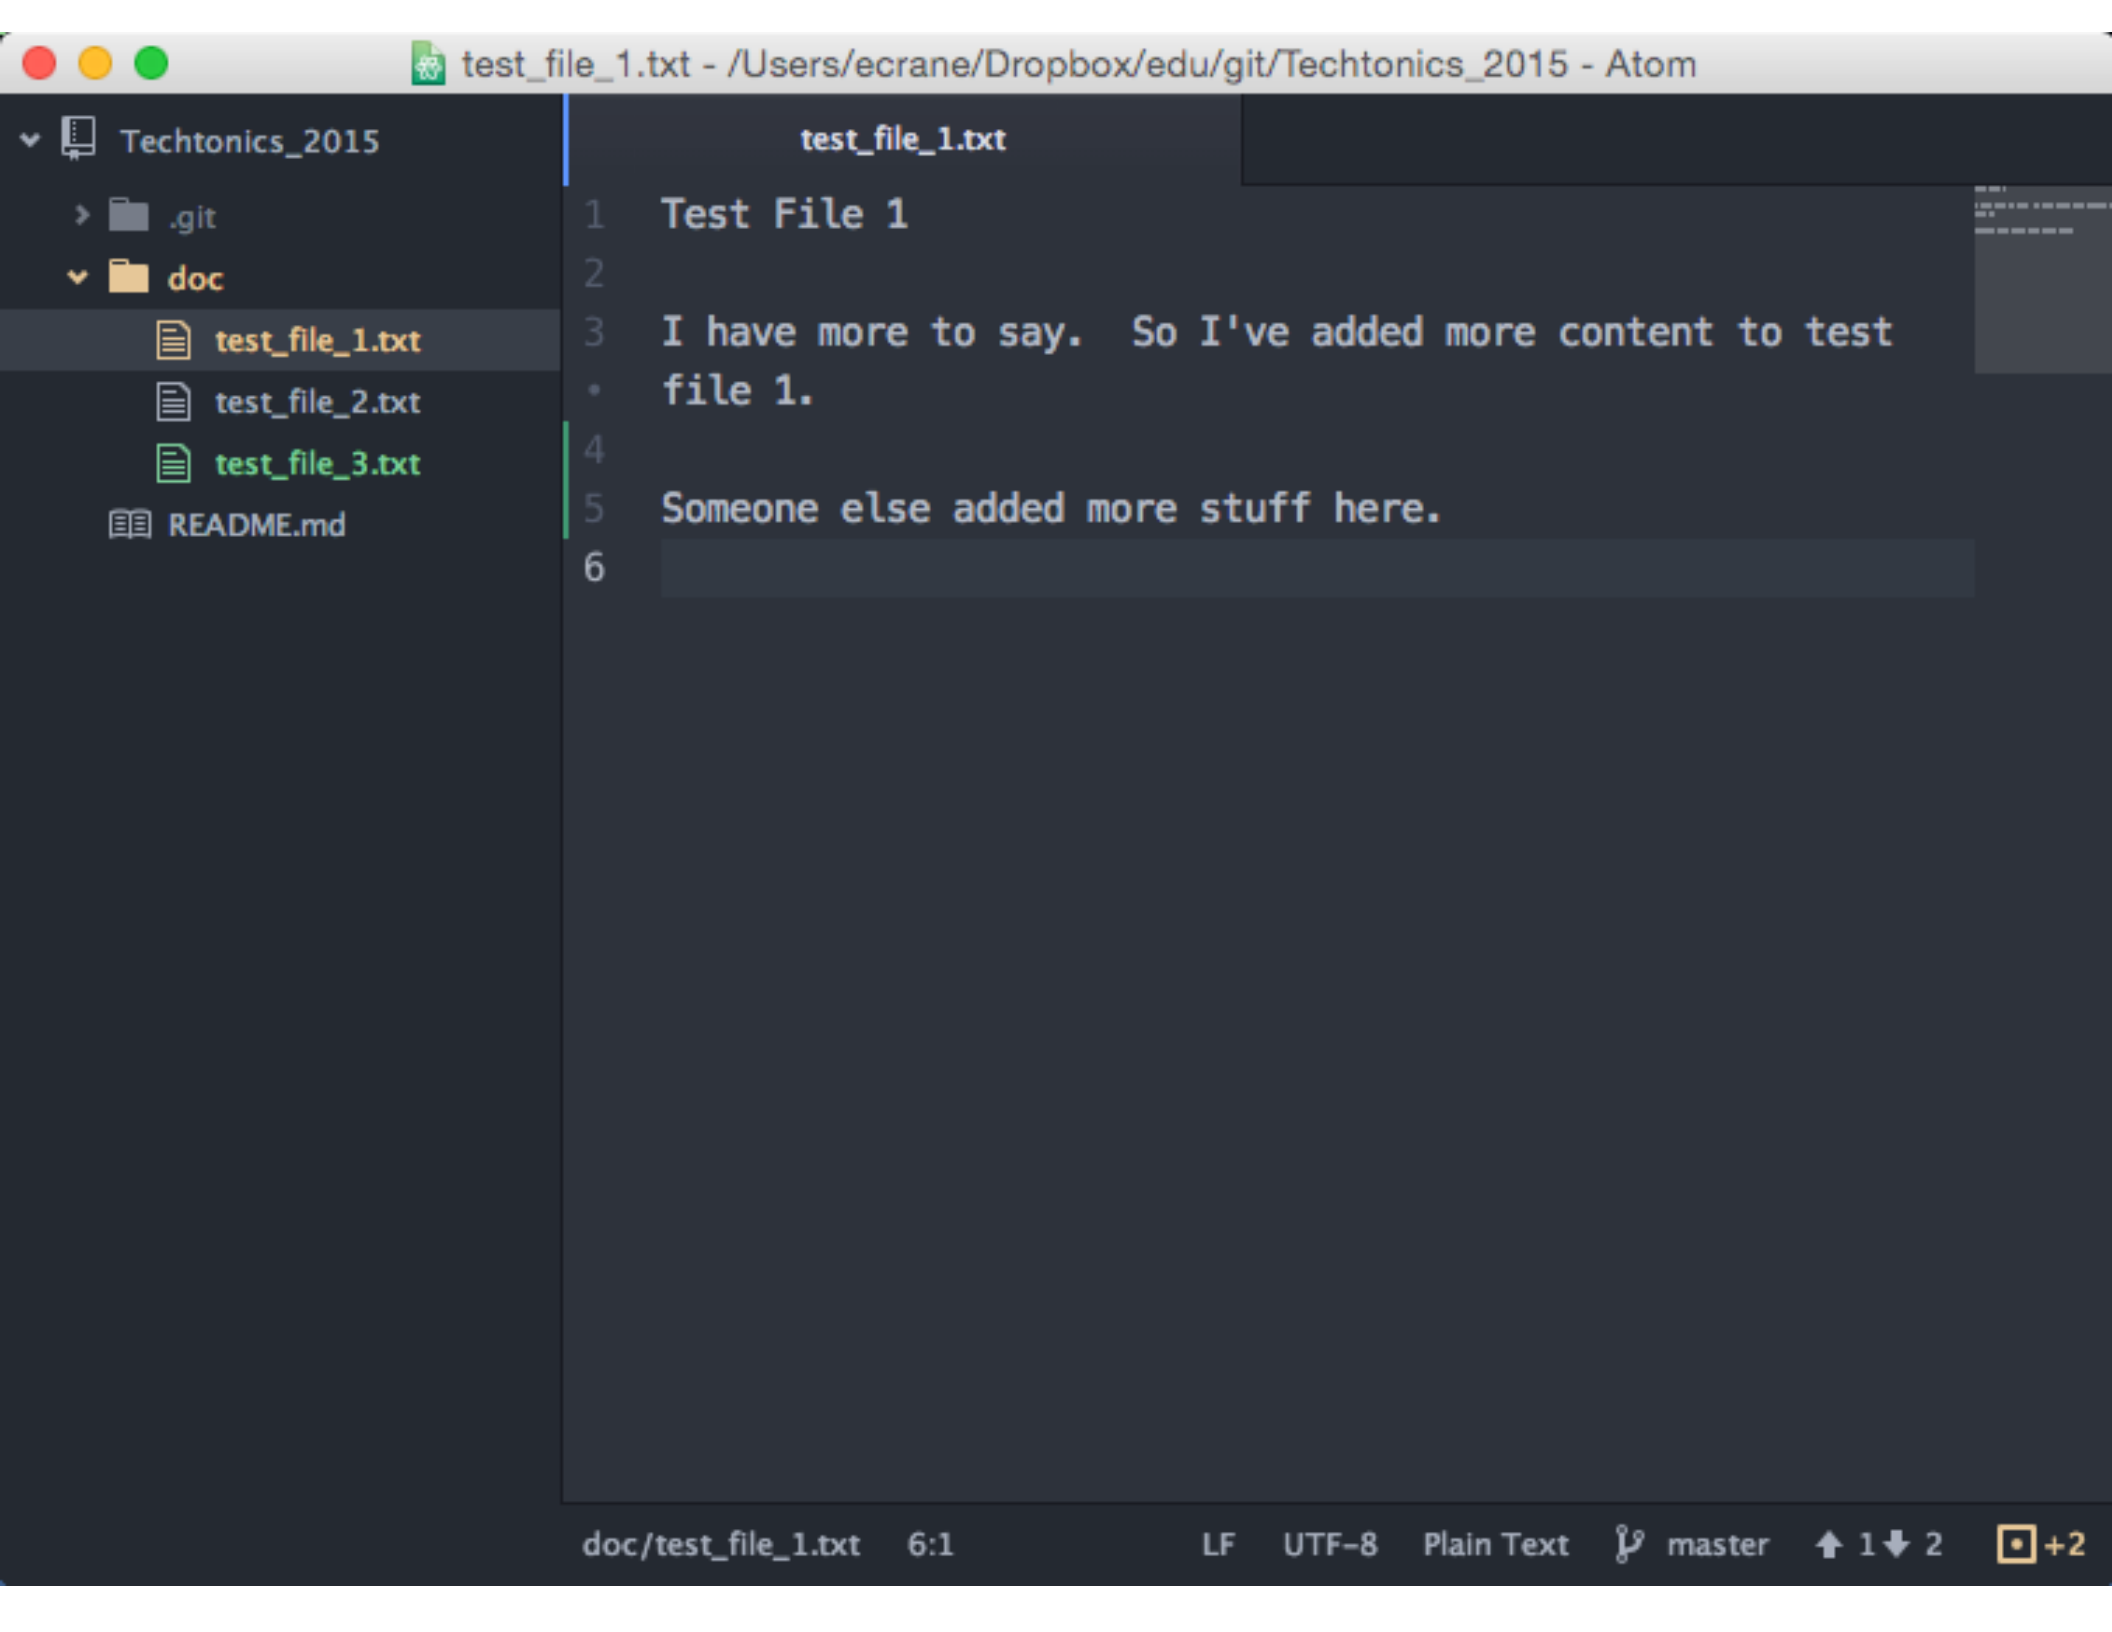 test_file_1.txt - /Users/ecrane/Dropbox/edu/git/Techtonics_2015 - Atom
Techtonics_2015
.git
doc
test_file_1.txt
test_file_2.txt
test_file_3.txt
README.md
test_file_1.txt
1 Test File 1
2
3 I have more to say.  So I've added more content to test
• file 1.
4
5 Someone else added more stuff here.
6
doc/test_file_1.txt 6:1 LF UTF-8 Plain Text master 1 2 +2